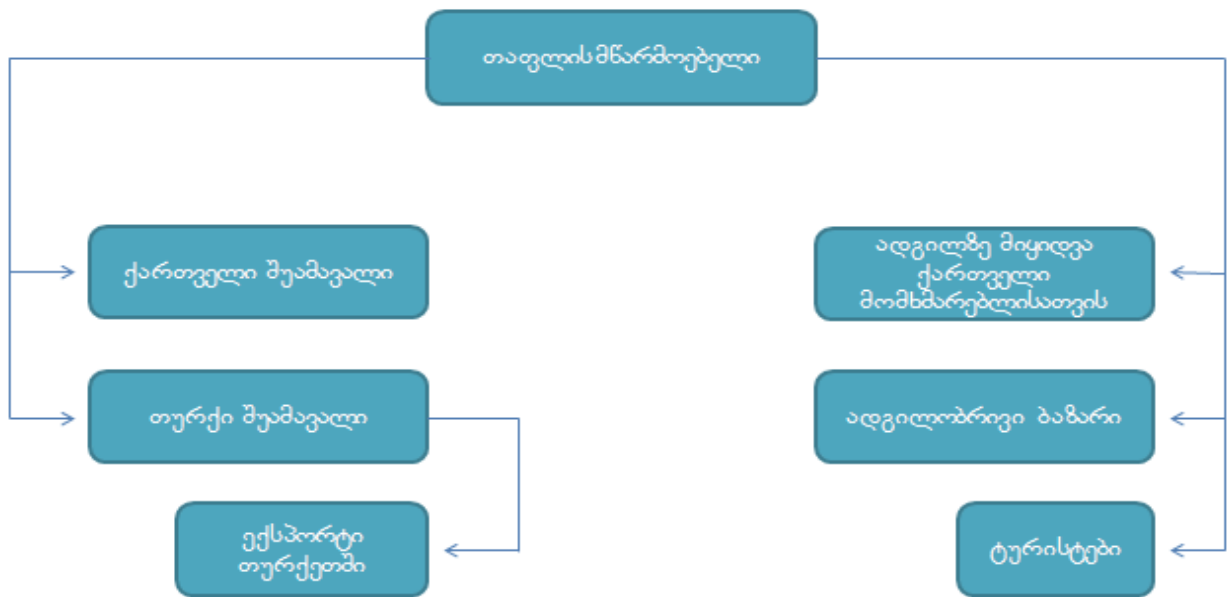 თაფლის მწარმოებელი
ქართველი შუამავალი
თურქი შუამავალი
ექსპორტი
თურქეთში
ადგილზე მიყიდვა
ქართველი
მომხმარებლისათვის
ადგილობრივი ბაზარი
ტურისტები